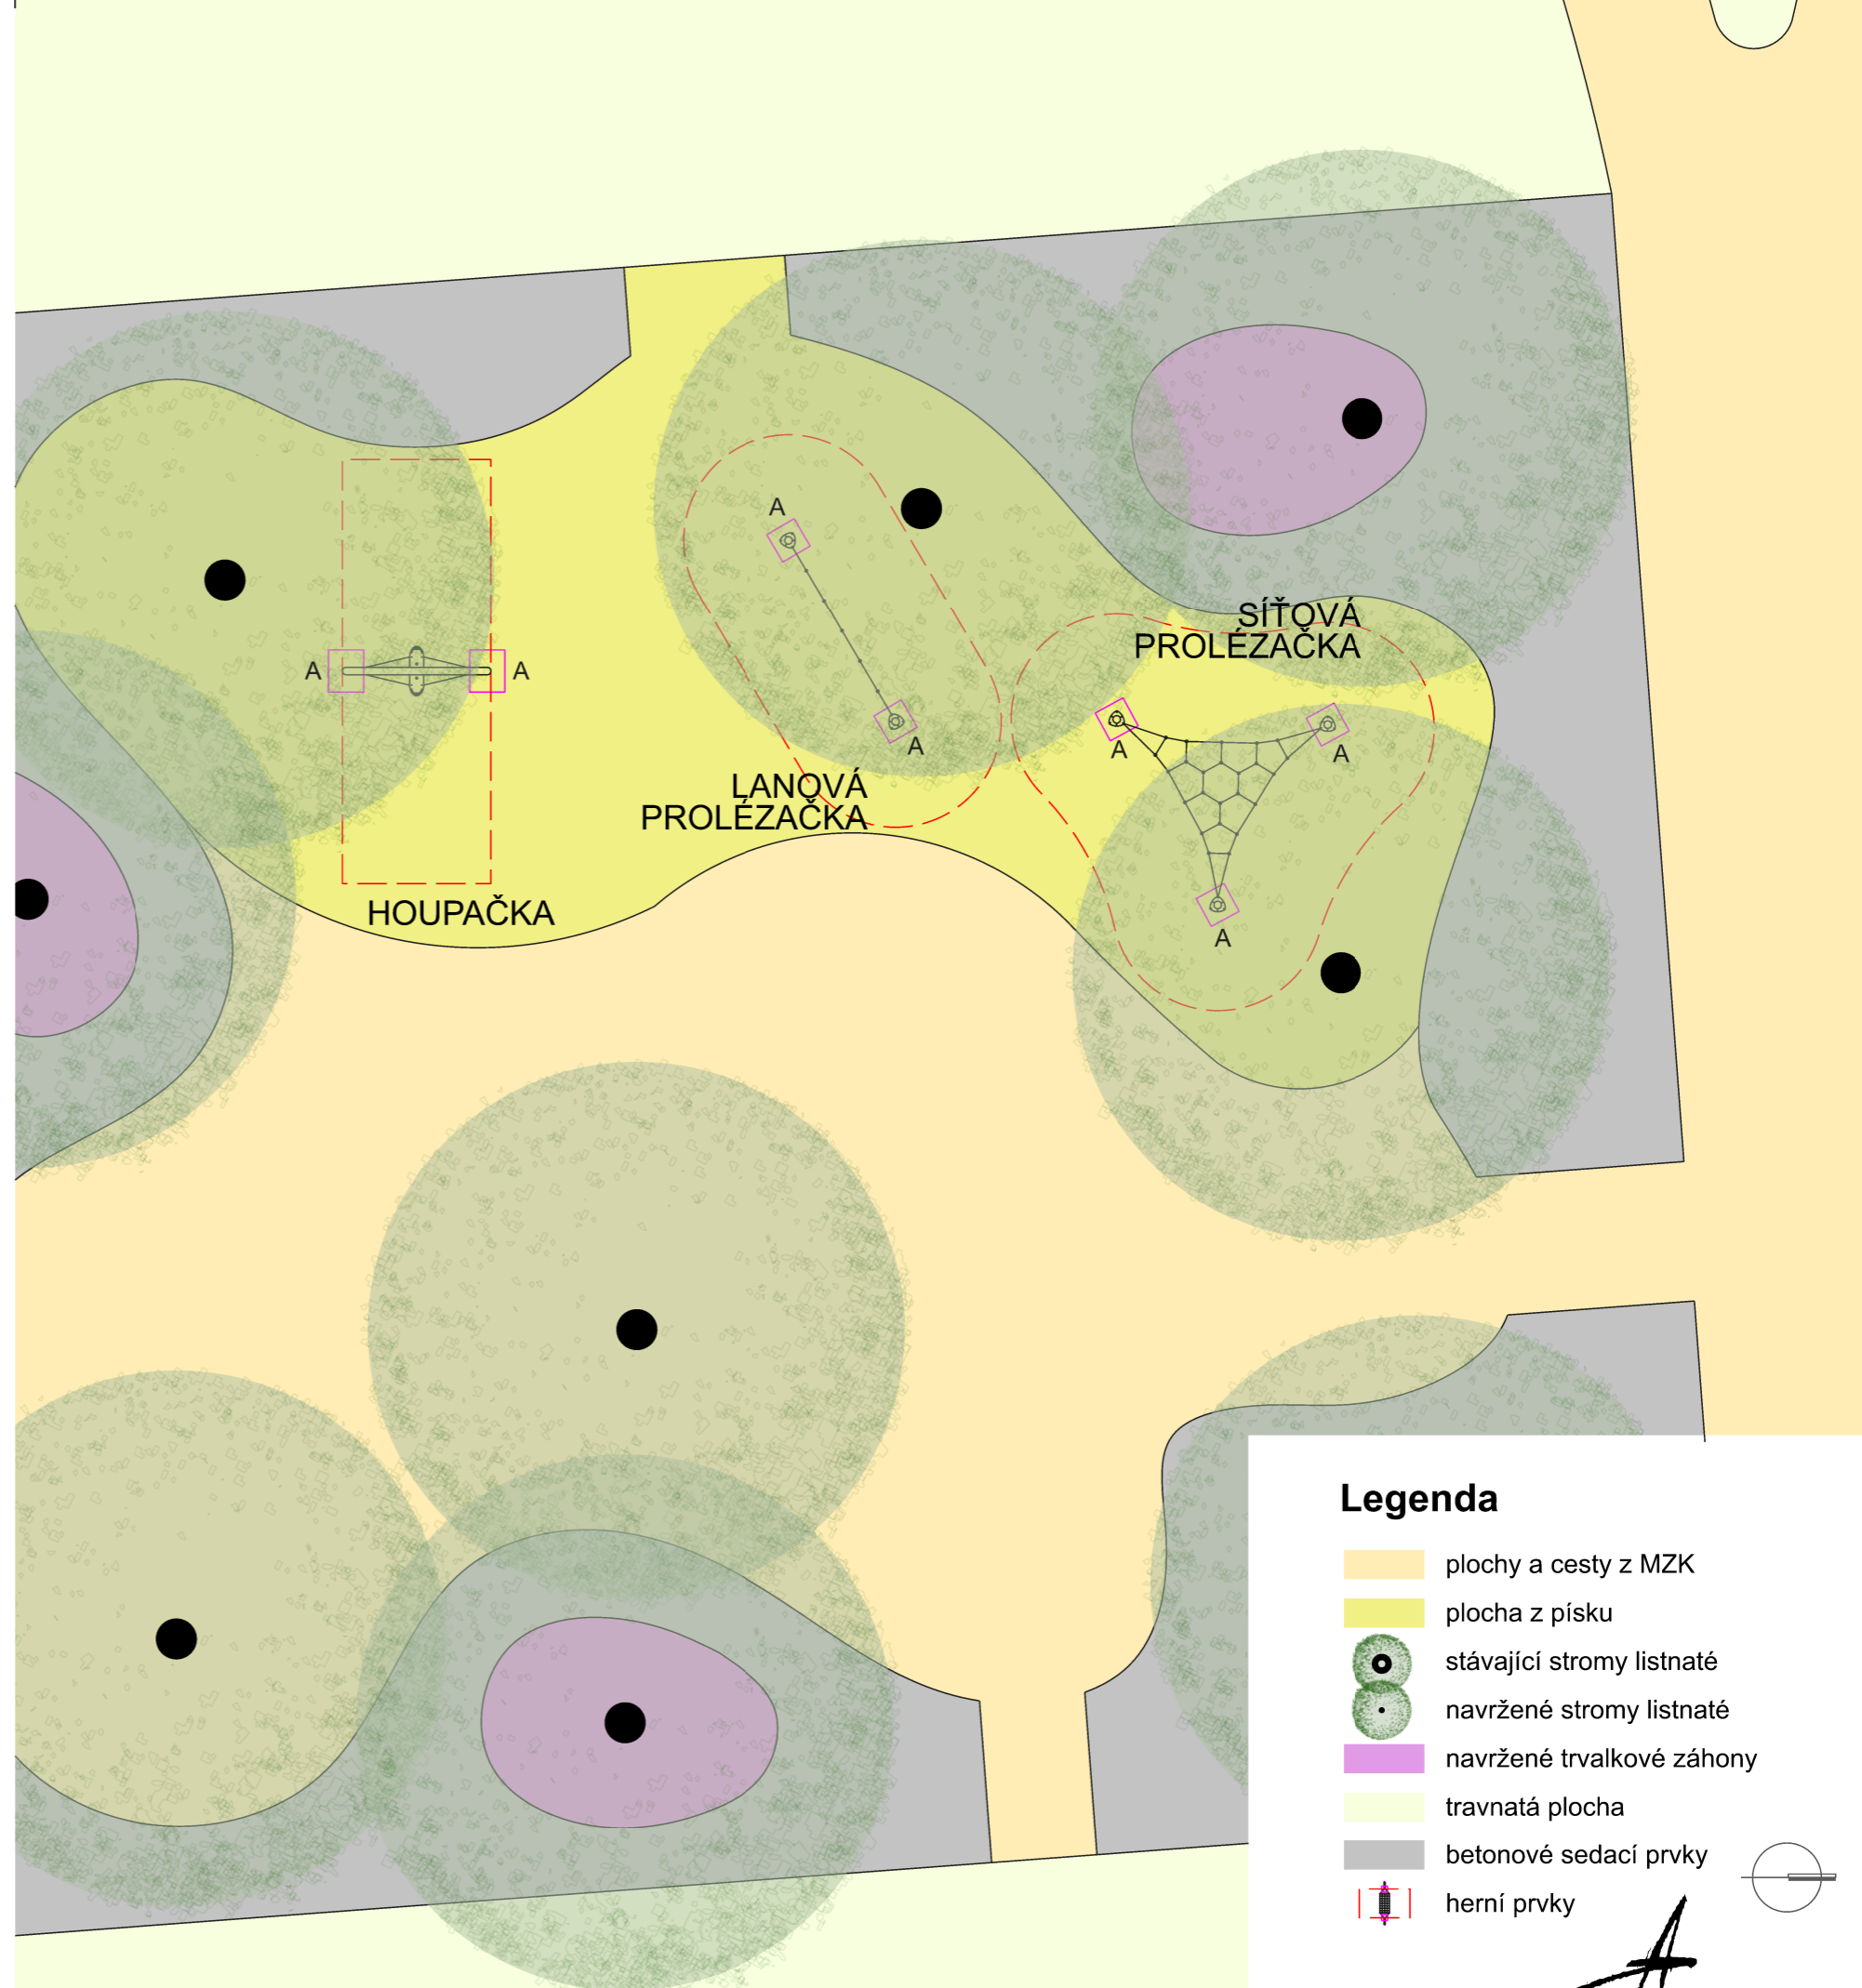 A
SÍŤOVÁ
PROLÉZAČKA
A
A
A
A
A
A
LANOVÁ
PROLÉZAČKA
HOUPAČKA
A
Legenda
plochy a cesty z MZK
plocha z písku
stávající stromy listnaté
navržené stromy listnaté
navržené trvalkové záhony
travnatá plocha
betonové sedací prvky
herní prvky